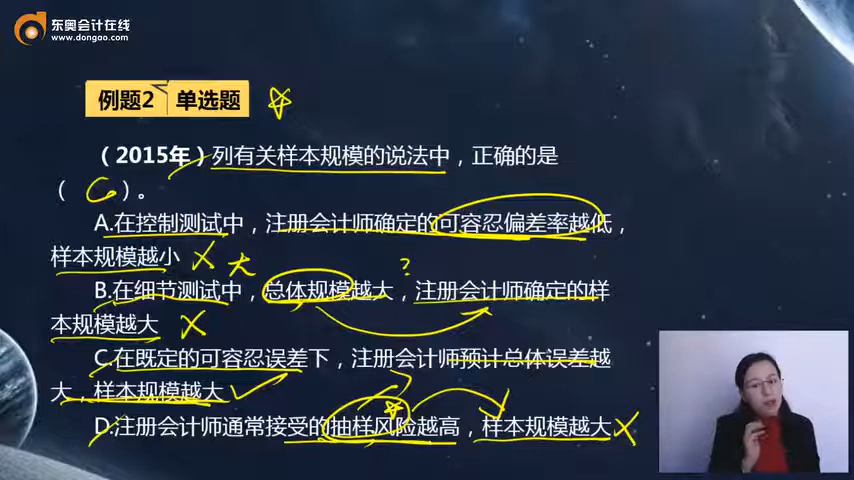 东奥会计在线
www.dongao.com
例题2 单选题
(2015年)列有关样本规模的说法中，正确的是
( C )。
A.在控制测试中，注册会计师确定的可容忍偏差率越低，
样本规模越小 大
B.在细节测试中，总体规模越大，注册会计师确定的样
本规模越大
C.在既定的可容忍误差下，注册会计师预计总体误差越
大，样本规模越大
D.注册会计师通常接受的抽样风险越高，样本规模越大